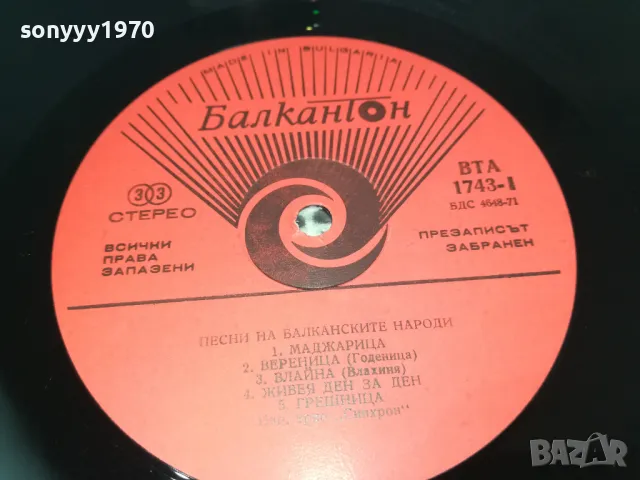 sonyyy1970
MADE IN BULGARIA
Балкантон
33
СТЕРЕО
ВСИЧКИ
ПРАВА
ЗАПАЗЕНИ
ВТА
1743-I
БДС 4648-71
ПРЕЗАПИСЪТ
ЗАБРАНЕН
ПЕСНИ НА БАЛКАНСКИТЕ НАРОДИ
1. МАДЖАРИЦА
2. ВЕРЕНИЦА (Годеница)
3. ВЛАЙНА (Влахиня)
4. ЖИВЕЯ ДЕН ЗА ДЕН
5. ГРЕШНИЦА
BAZAR